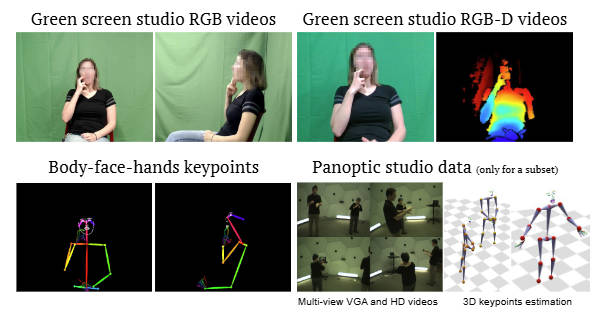 Green screen studio RGB videos
Green screen studio RGB-D videos
Body-face-hands keypoints
Panoptic studio data (only for a subset)
Multi-view VGA and HD videos
3D keypoints estimation